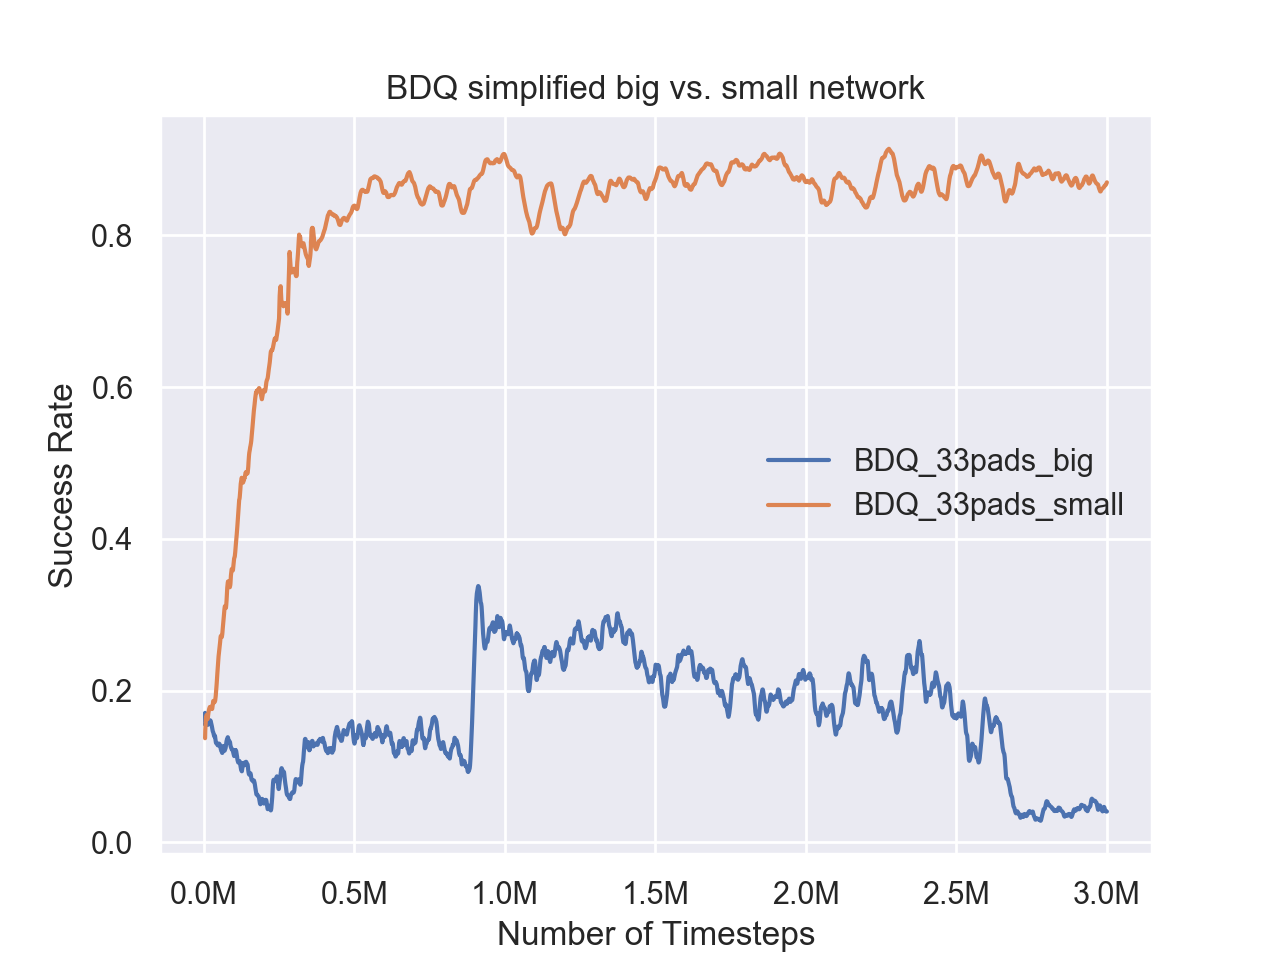 BDQ simplified big vs. small network
Success Rate
0.8
0.6
0.4
0.2
0.0
BDQ_33pads_big
BDQ_33pads_small
0.0M 0.5M 1.0M 1.5M 2.0M 2.5M 3.0M
Number of Timesteps